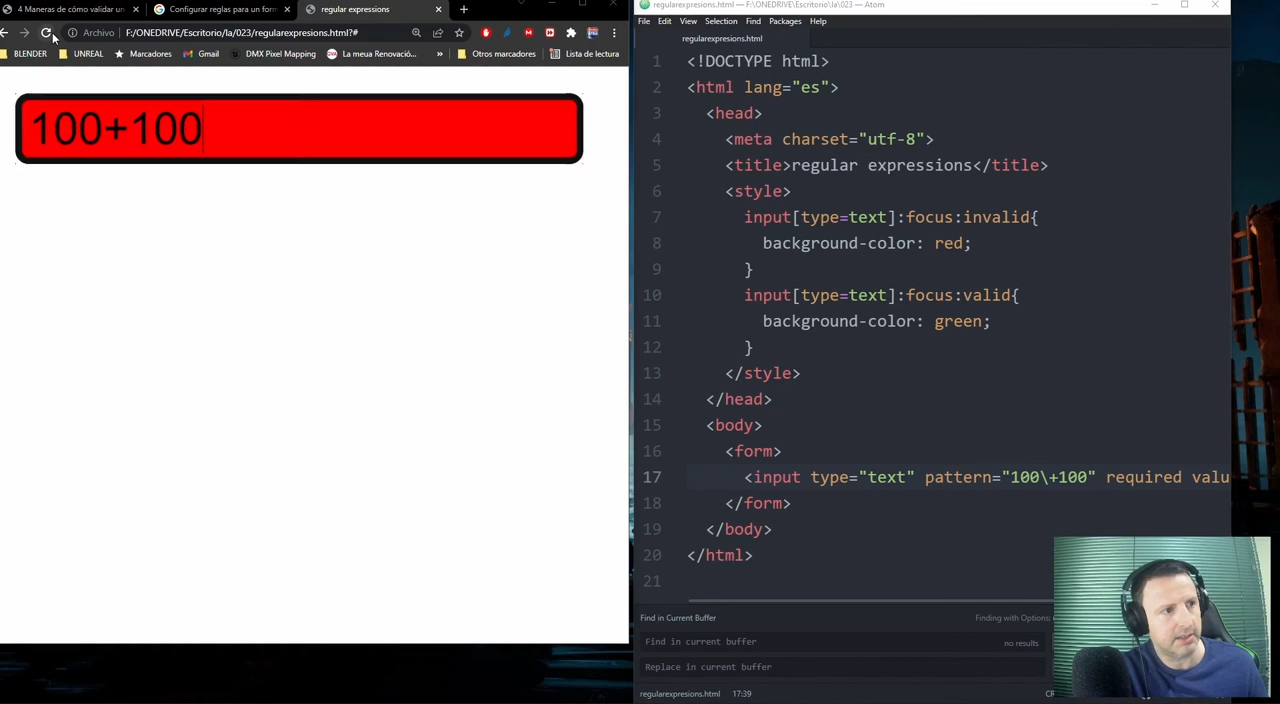 4 Maneras de cómo validar un
Configurar reglas para un form
regular expressions
Archivo
F:/ONEDRIVE/Escritorio/la/023/regularexpresions.html?#
BLENDER
UNREAL
Marcadores
Gmail
DMX Pixel Mapping
La meua Renovació...
»
Otros marcadores
Lista de lectura
100+100
regularexpresions.html — F:\ONEDRIVE\Escritorio\la\023 — Atom
File Edit View Selection Find Packages Help
regularexpresions.html
1 <!DOCTYPE html>
2 <html lang="es">
3 <head>
4 <meta charset="utf-8">
5 <title>regular expressions</title>
6 <style>
7 input[type=text]:focus:invalid{
8 background-color: red;
9 }
10 input[type=text]:focus:valid{
11 background-color: green;
12 }
13 </style>
14 </head>
15 <body>
16 <form>
17 <input type="text" pattern="100\+100" required valu
18 </form>
19 </body>
20 </html>
21
Find in Current Buffer
Finding with Options:
Find in current buffer
no results
Replace in current buffer
regularexpresions.html 17:39
CR